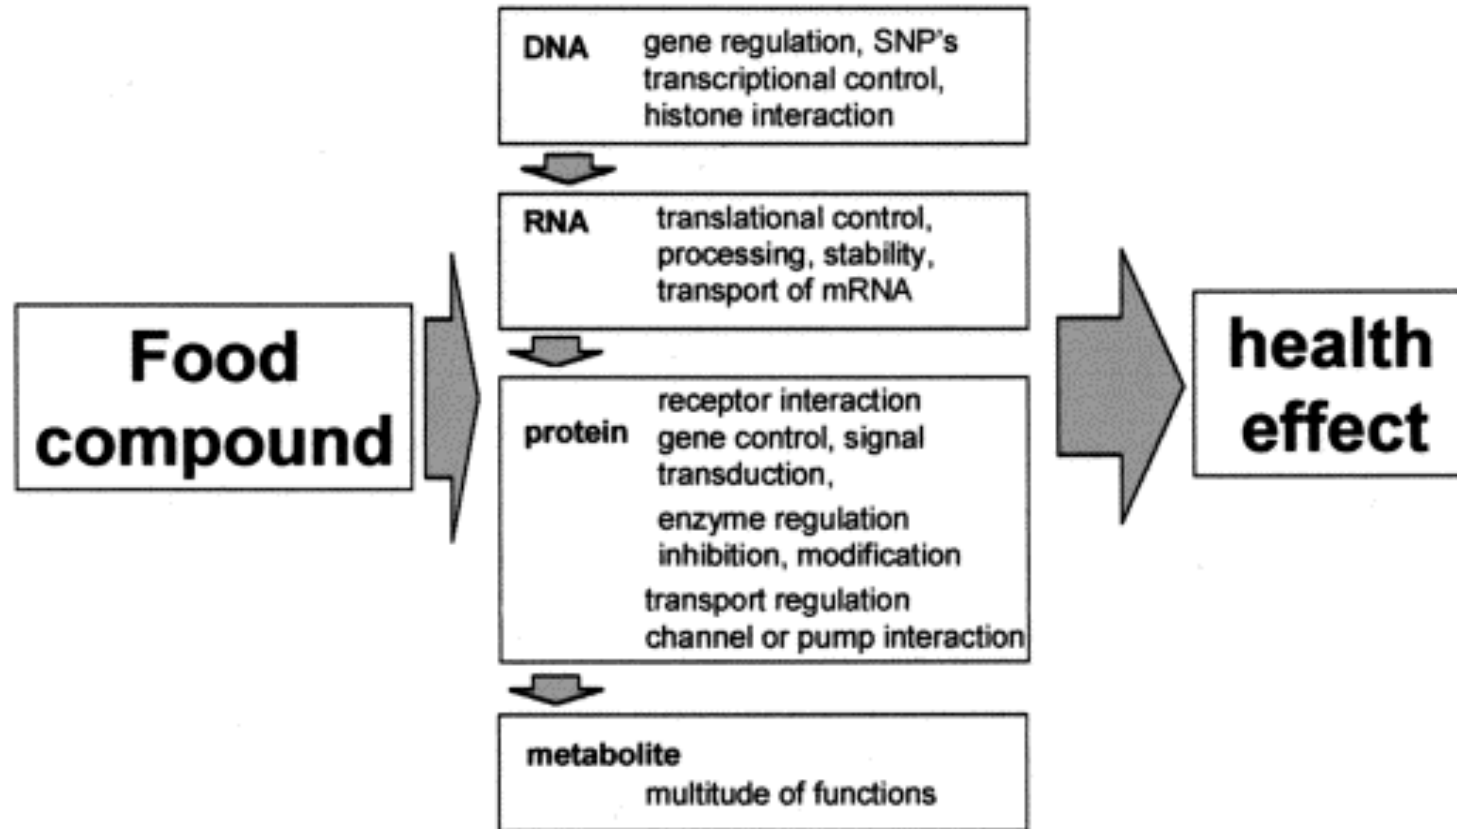 DNA gene regulation, SNP's
transcriptional control,
histone interaction
RNA translational control,
processing, stability,
transport of mRNA
Food
compound
protein
receptor interaction
gene control, signal
transduction,
enzyme regulation
inhibition, modification
transport regulation
channel or pump interaction
metabolite
multitude of functions
health
effect